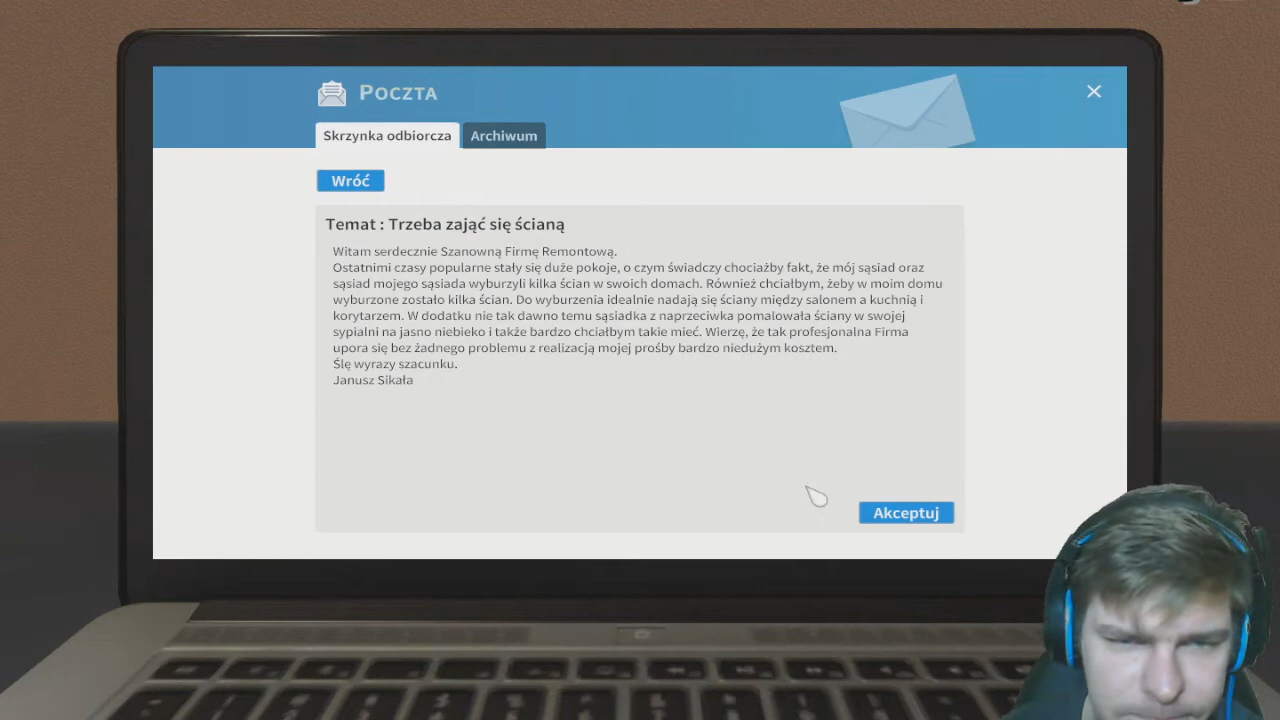 Poczta
Skrzynka odbiorcza
Archiwum
Wróć
Temat : Trzeba zająć się ścianą
Witam serdecznie Szanowną Firmę Remontową.
Ostatnimi czasy popularne stały się duże pokoje, o czym świadczy chociażby fakt, że mój sąsiad oraz
sąsiad mojego sąsiada wyburzyli kilka ścian w swoich domach. Również chciałbym, żeby w moim domu
wyburzone zostało kilka ścian. Do wyburzenia idealnie nadają się ściany między salonem a kuchnią i
korytarzem. W dodatku nie tak dawno temu sąsiadka z naprzeciwka pomalowała ściany w swojej
sypialni na jasno niebieko i także bardzo chciałbym takie mieć. Wierzę, że tak profesjonalna Firma
upora się bez żadnego problemu z realizacją mojej prośby bardzo niedużym kosztem.
Ślę wyrazy szacunku.
Janusz Sikała
Akceptuj